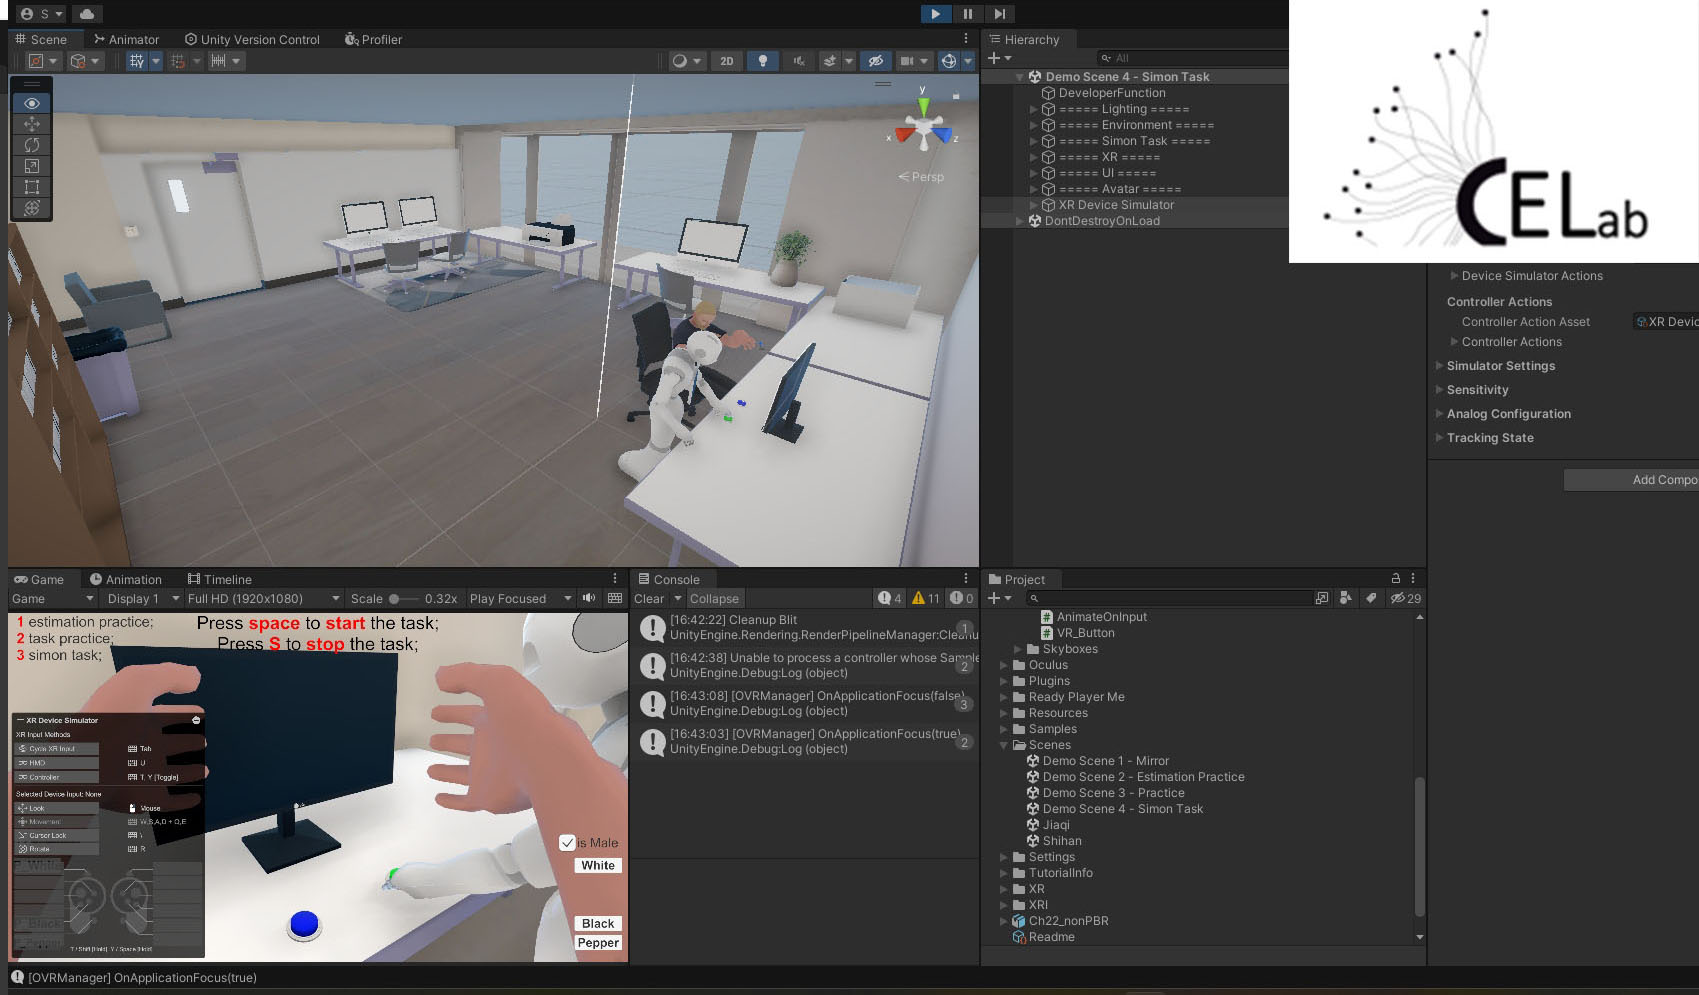 S
Scene
Animator
Unity Version Control
Profiler
2D
y
x
z
Persp
Hierarchy
All
Demo Scene 4 - Simon Task
DeveloperFunction
===== Lighting =====
===== Environment =====
===== Simon Task =====
===== XR =====
===== UI =====
===== Avatar =====
XR Device Simulator
DontDestroyOnLoad
CELab
Device Simulator Actions
Controller Actions
Controller Action Asset
XR Devic
Controller Actions
Simulator Settings
Sensitivity
Analog Configuration
Tracking State
Add Compo
Game
Animation
Timeline
Game
Display 1
Full HD (1920x1080)
Scale
0.32x
Play Focused
1 estimation practice;
2 task practice;
3 simon task;
Press space to start the task;
Press S to stop the task;
XR Device Simulator
XR Input Methods
Cycle XR Input
Tab
HMD
U
Controller
T, Y [Toggle]
Selected Device Input: None
Look
Mouse
Movement
W,S,A,D + Q,E
Cursor Lock
\
Rotate
R
White
Black
Pepper
T / Shift [Hold] Y / Space [Hold]
is Male
White
Black
Pepper
Console
Clear
Collapse
4
11
0
[16:42:22] Cleanup Blit
UnityEngine.Rendering.RenderPipelineManager:Cleanu
1
[16:42:38] Unable to process a controller whose Sample
UnityEngine.Debug:Log (object)
2
[16:43:08] [OVRManager] OnApplicationFocus(false)
UnityEngine.Debug:Log (object)
3
[16:43:03] [OVRManager] OnApplicationFocus(true)
UnityEngine.Debug:Log (object)
2
Project
29
AnimateOnInput
VR_Button
Skyboxes
Oculus
Plugins
Ready Player Me
Resources
Samples
Scenes
Demo Scene 1 - Mirror
Demo Scene 2 - Estimation Practice
Demo Scene 3 - Practice
Demo Scene 4 - Simon Task
Jiaqi
Shihan
Settings
TutorialInfo
XR
XRI
Ch22_nonPBR
Readme
[OVRManager] OnApplicationFocus(true)